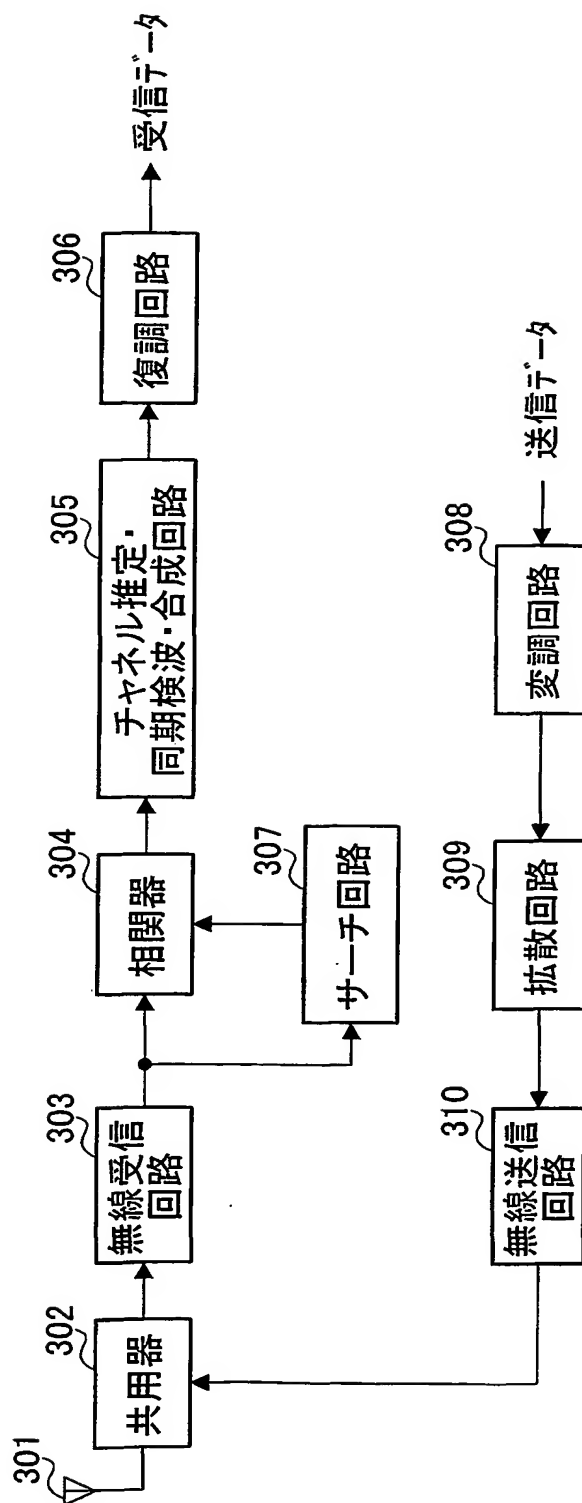 301
302
共用器
303
無線受信
回路
304
相関器
305
チャネル推定・
同期検波・合成回路
306
復調回路
受信データ
307
サーチ回路
308
変調回路
送信データ
309
拡散回路
310
無線送信
回路